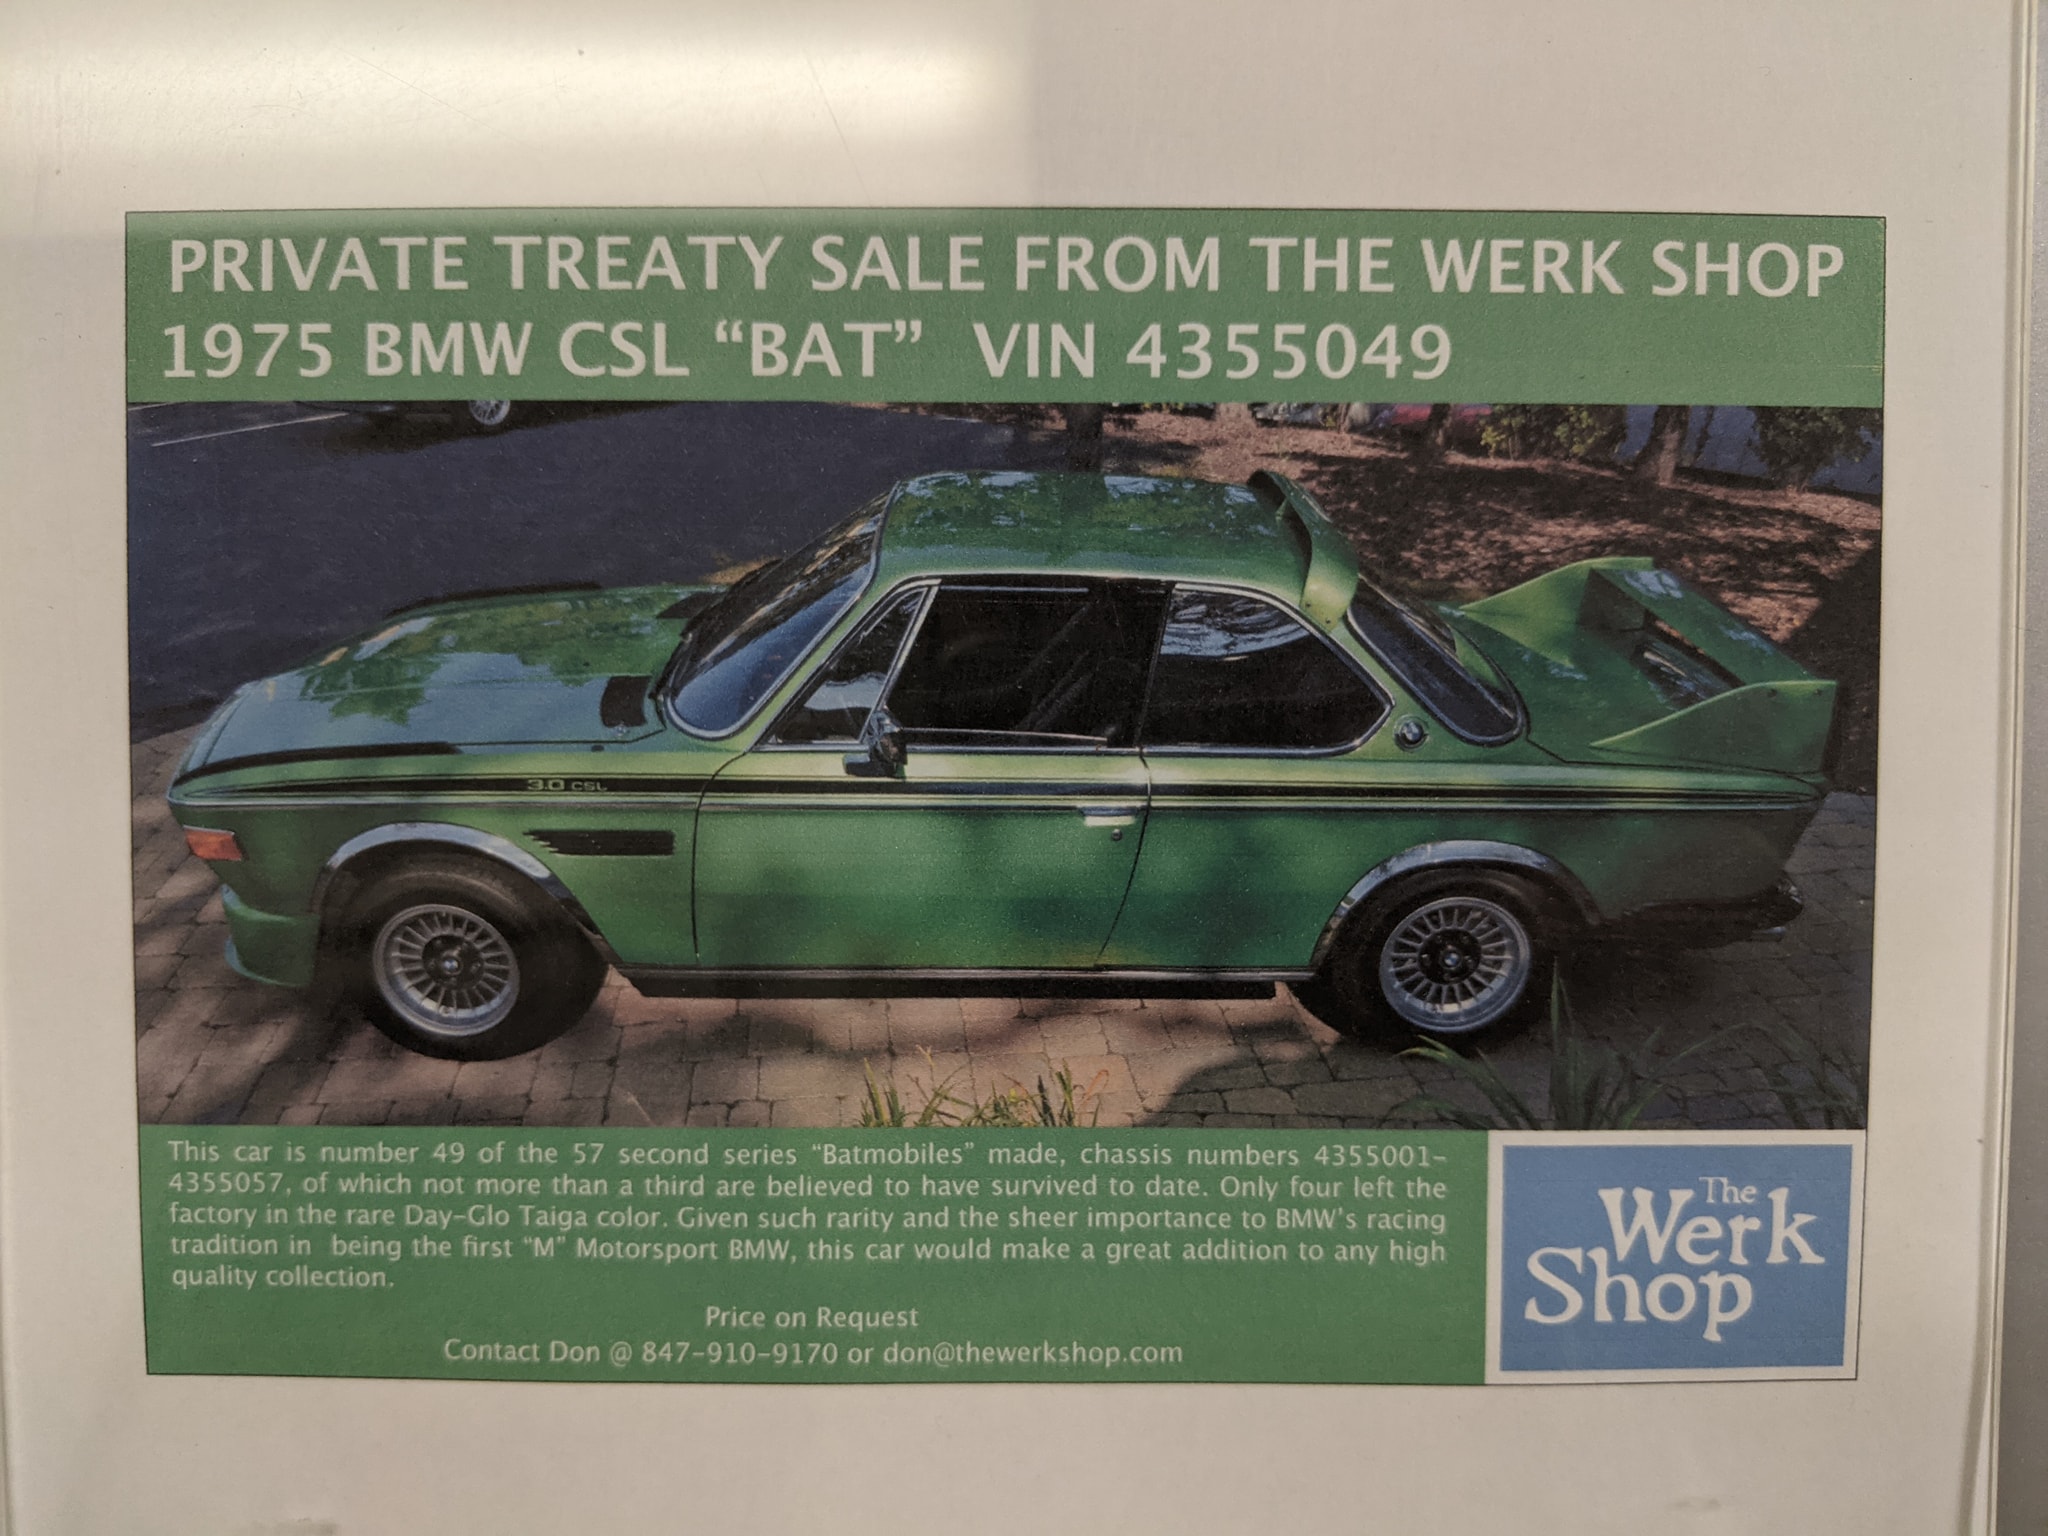 PRIVATE TREATY SALE FROM THE WERK SHOP
1975 BMW CSL “BAT” VIN 4355049
3.0 CSL
This car is number 49 of the 57 second series “Batmobiles” made, chassis numbers 4355001-
4355057, of which not more than a third are believed to have survived to date. Only four left the
factory in the rare Day-Glo Taiga color. Given such rarity and the sheer importance to BMW's racing
tradition in being the first “M” Motorsport BMW, this car would make a great addition to any high
quality collection.
Price on Request
Contact Don @ 847-910-9170 or don@thewerkshop.com
The
Werk
Shop